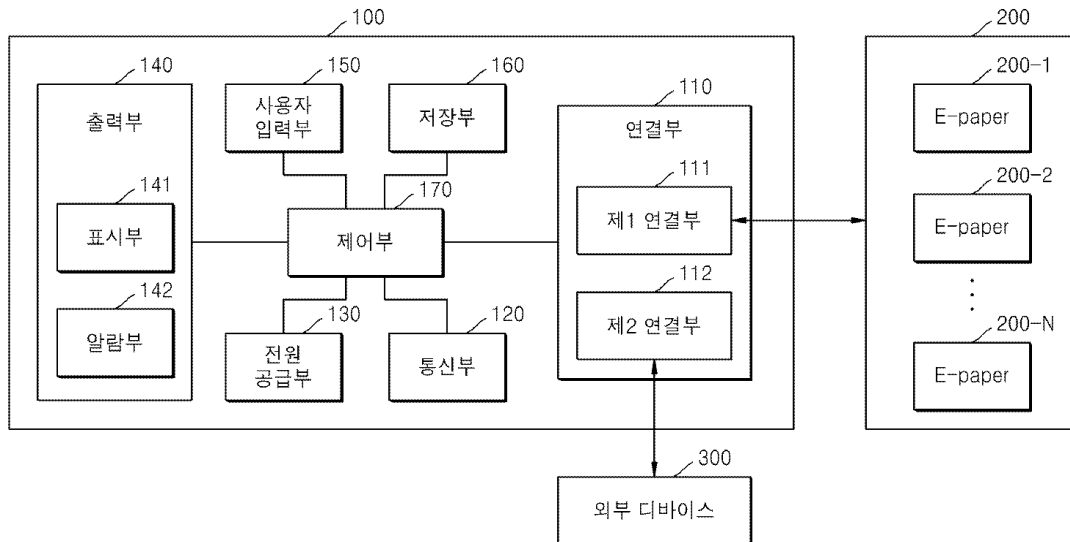 100
200
140
150
160
110
200-1
출력부
사용자
입력부
저장부
연결부
E-paper
141
170
111
200-2
표시부
제어부
제1 연결부
E-paper
142
130
120
112
알람부
전원
공급부
통신부
제2 연결부
200-N
E-paper
300
외부 디바이스